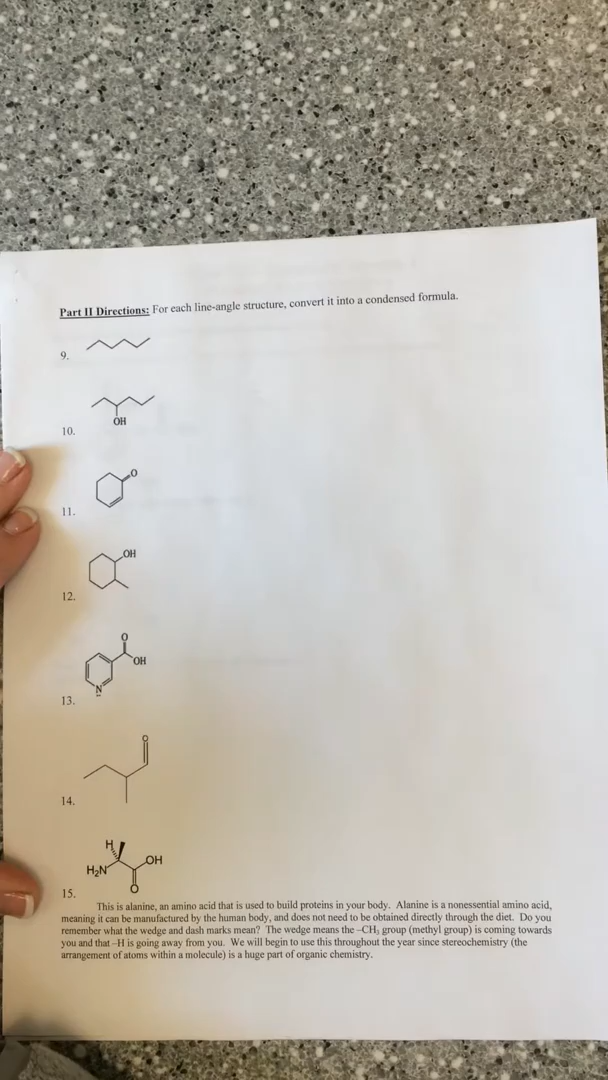 Part II Directions: For each line-angle structure, convert it into a condensed formula.
9.
OH
10.
O
11.
OH
12.
O
OH
N
13.
O
14.
H
H₂N
OH
O
15.
This is alanine, an amino acid that is used to build proteins in your body. Alanine is a nonessential amino acid,
meaning it can be manufactured by the human body, and does not need to be obtained directly through the diet. Do you
remember what the wedge and dash marks mean? The wedge means the –CH₃ group (methyl group) is coming towards
you and that –H is going away from you. We will begin to use this throughout the year since stereochemistry (the
arrangement of atoms within a molecule) is a huge part of organic chemistry.